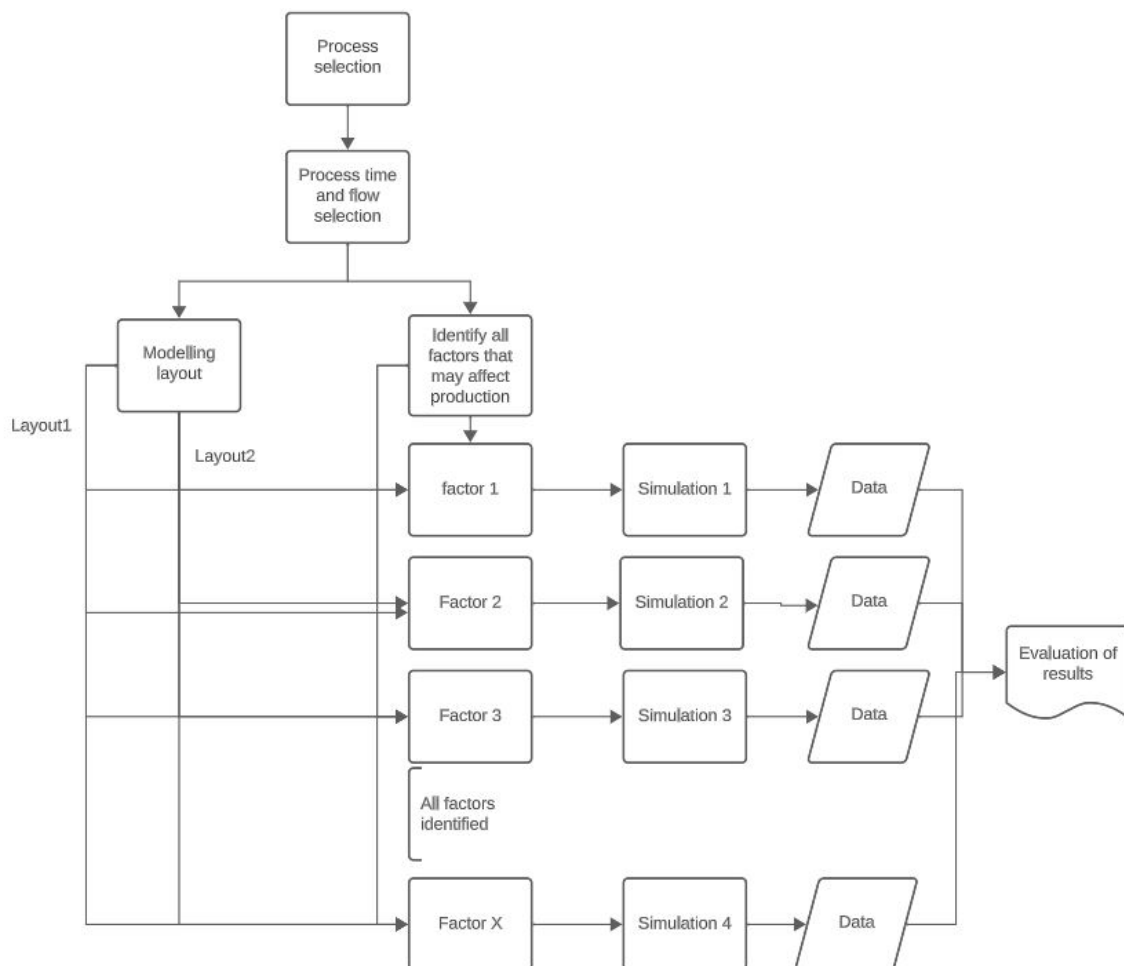 Process
selection
Process time
and flow
selection
Modelling
layout
Identify all
factors that
may affect
production
Layout1
Layout2
factor 1
Simulation 1
Data
Factor 2
Simulation 2
Data
Evaluation of
results
Factor 3
Simulation 3
Data
All factors
identified
Factor X
Simulation 4
Data